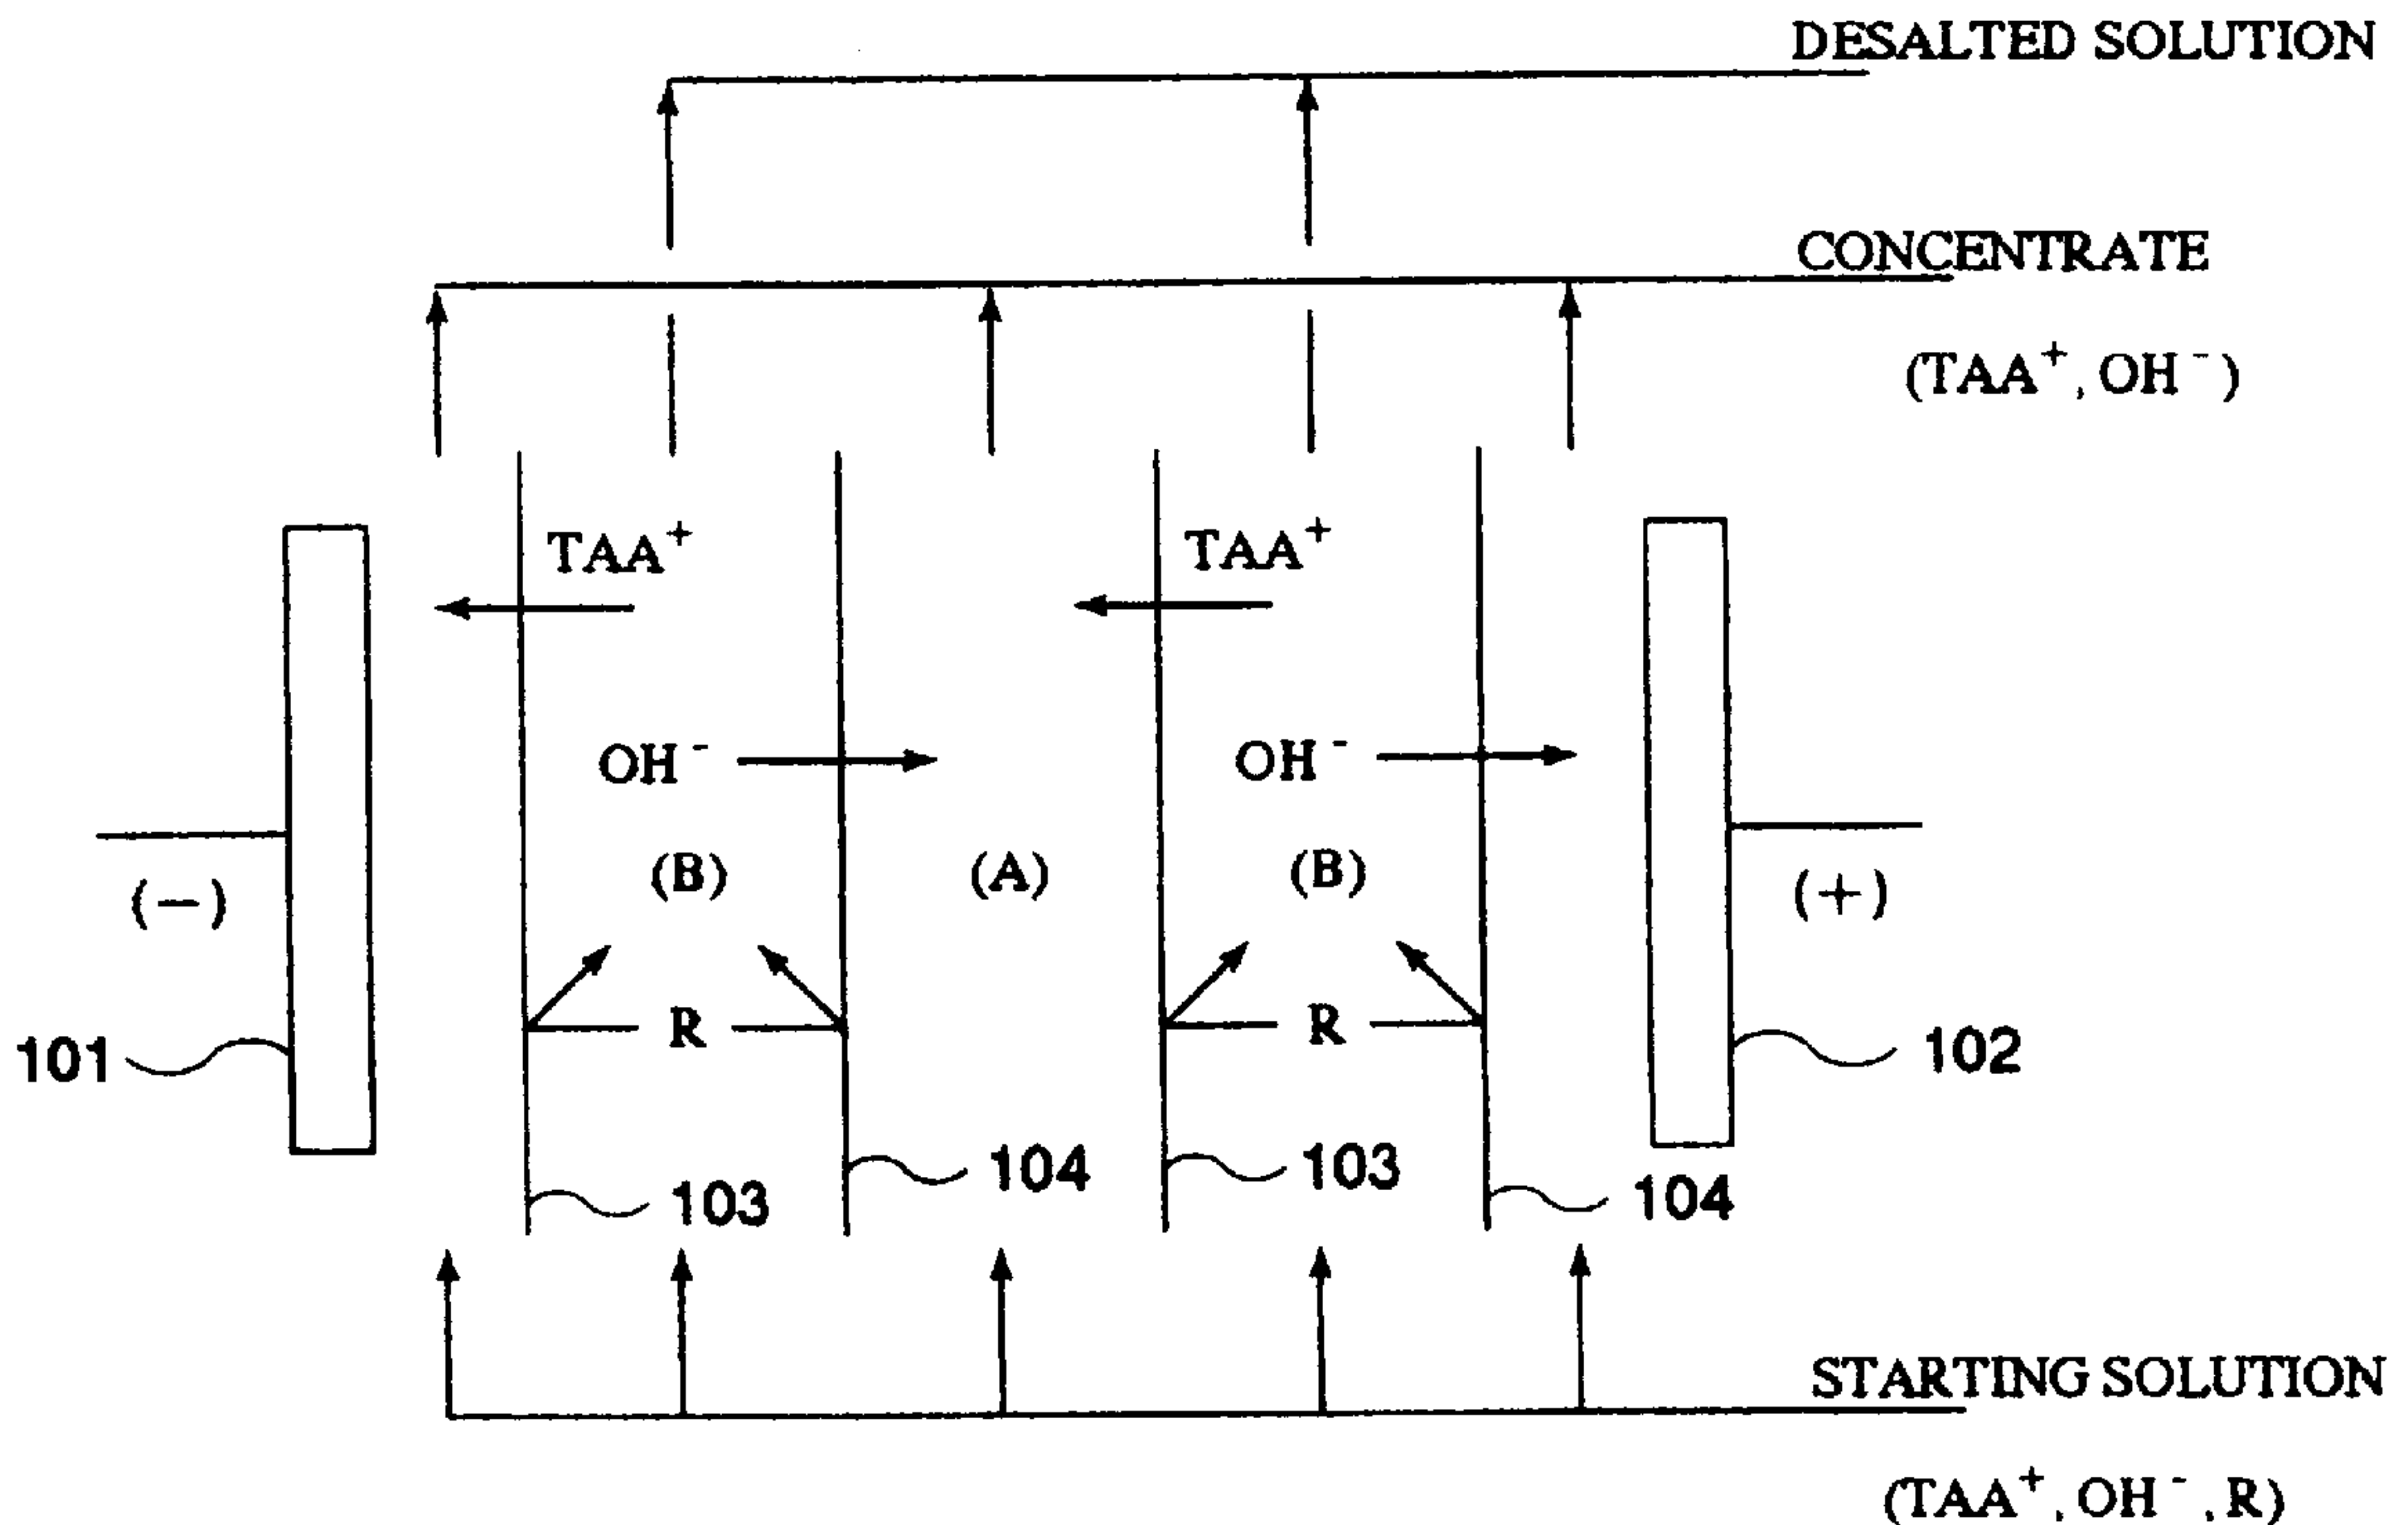 DESALTED SOLUTION
CONCENTRATE
(TAA⁺, OH⁻)
TAA⁺ TAA⁺
OH⁻ OH⁻
(−) (B) (A) (B) (+)
R R
101 102
103 104 103 104
STARTING SOLUTION
(TAA⁺, OH⁻, R)